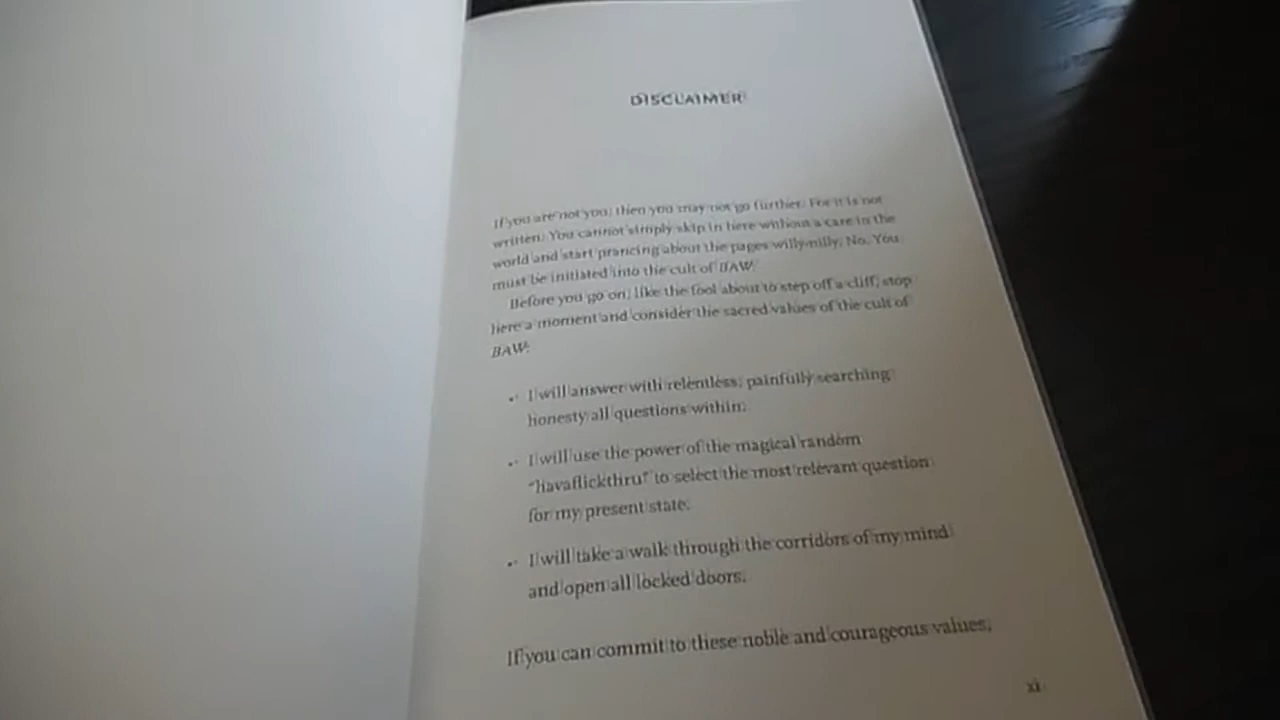 DISCLAIMER
If you are not you, then you may not go further. For it is not
written. You cannot simply skip in here without a care in the
world and start prancing about the pages willy-nilly. No. You
must be initiated into the cult of BAW.
Before you go on, like the fool about to step off a cliff, stop
here a moment and consider the sacred values of the cult of
BAW:
• I will answer with relentless, painfully searching
honesty all questions within.
• I will use the power of the magical random
"havaflickthru" to select the most relevant question
for my present state.
• I will take a walk through the corridors of my mind
and open all locked doors.
If you can commit to these noble and courageous values,
xi